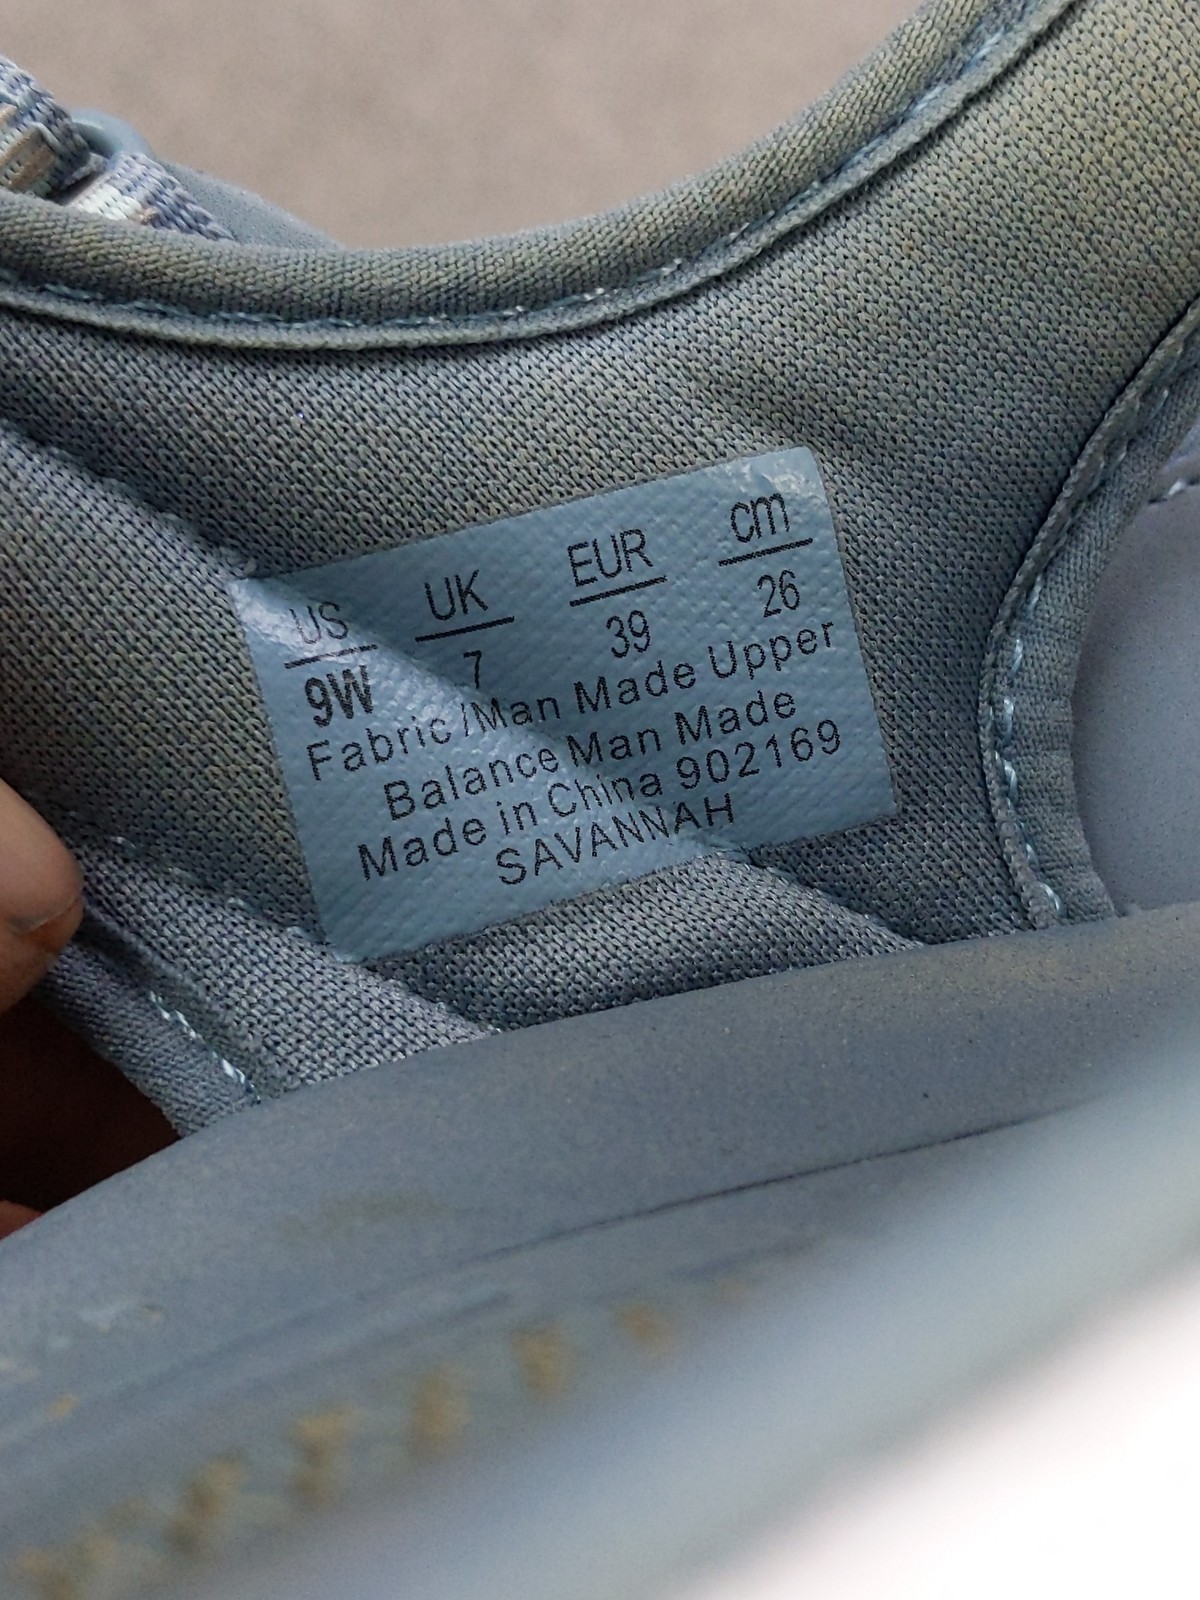 US UK EUR cm
9W 7 39 26
Fabric/Man Made Upper
Balance Man Made
Made in China 902169
SAVANNAH